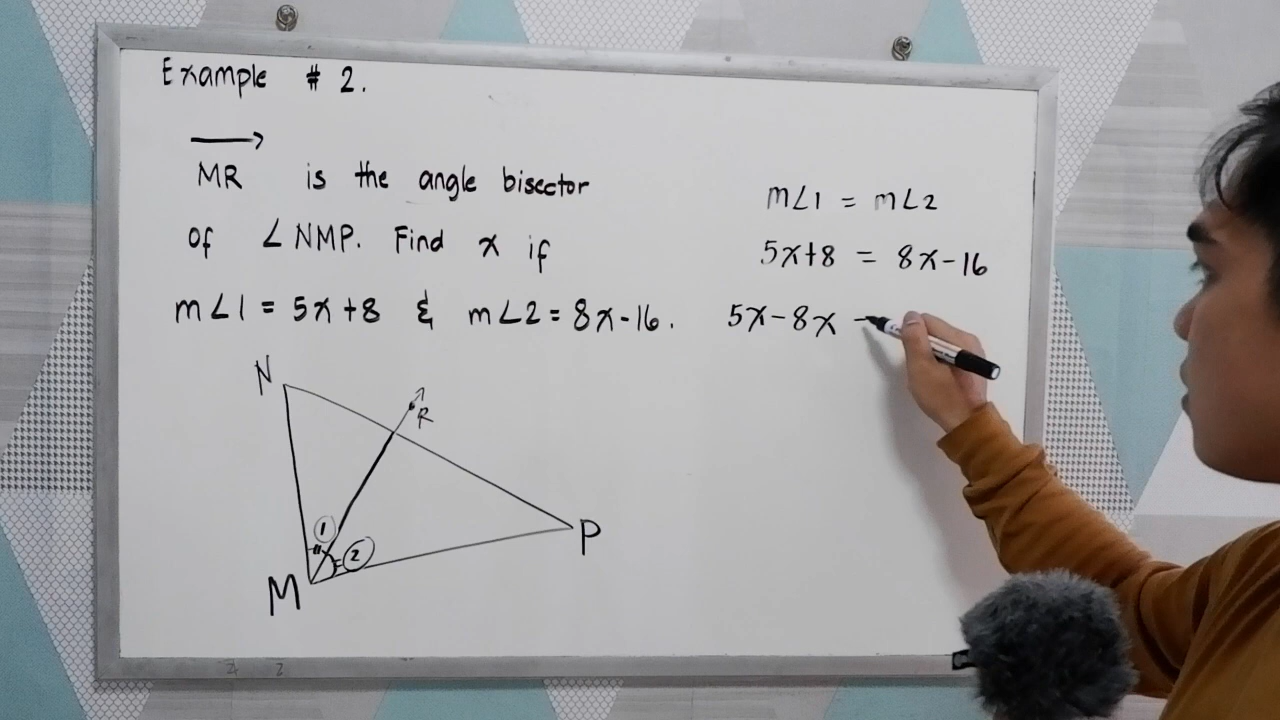 Example # 2.
MR is the angle bisector
of ∠NMP. Find x if
m∠1 = 5x+8 & m∠2 = 8x-16.
m∠1 = m∠2
5x+8 = 8x-16
5x-8x
N
R
1
2
M
P